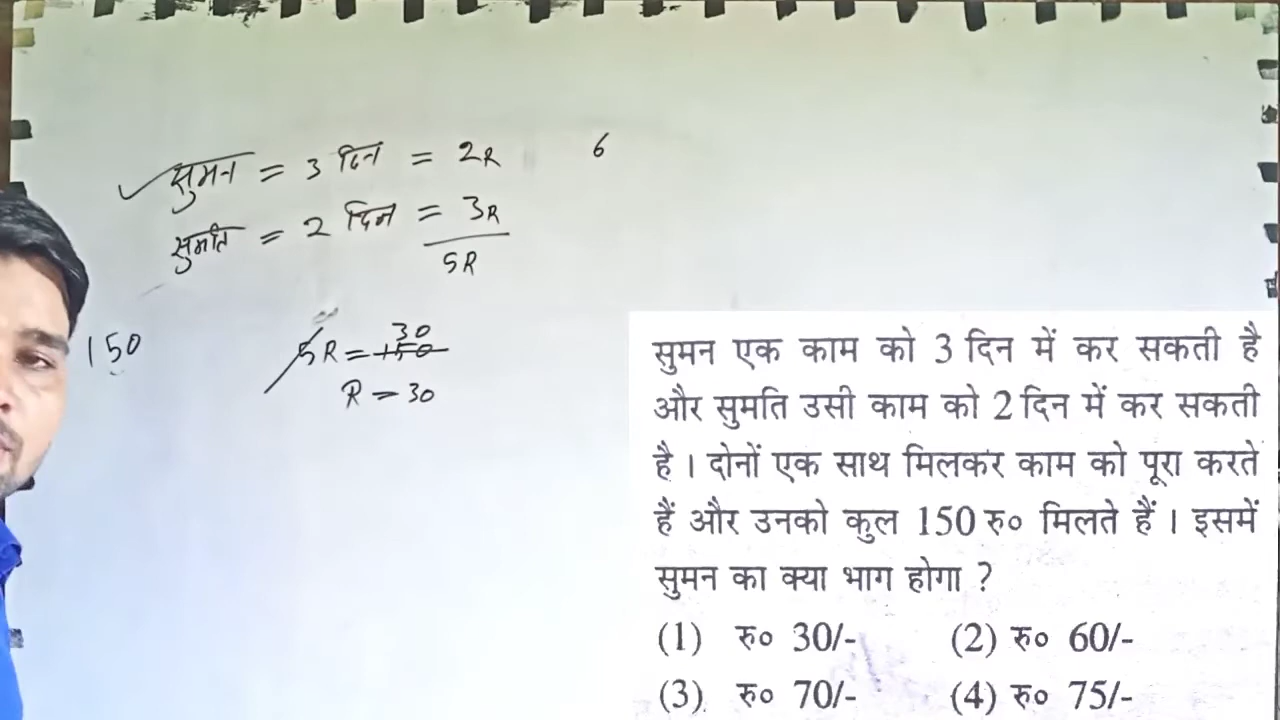 सुमन = 3 दिन = 2R 6
सुमति = 2 दिन = 3R
5R
150
30
5R = 150
R = 30
सुमन एक काम को 3 दिन में कर सकती है
और सुमति उसी काम को 2 दिन में कर सकती
है । दोनों एक साथ मिलकर काम को पूरा करते
हैं और उनको कुल 150 रु० मिलते हैं । इसमें
सुमन का क्या भाग होगा ?
(1) रु० 30/- (2) रु० 60/-
(3) रु० 70/- (4) रु० 75/-